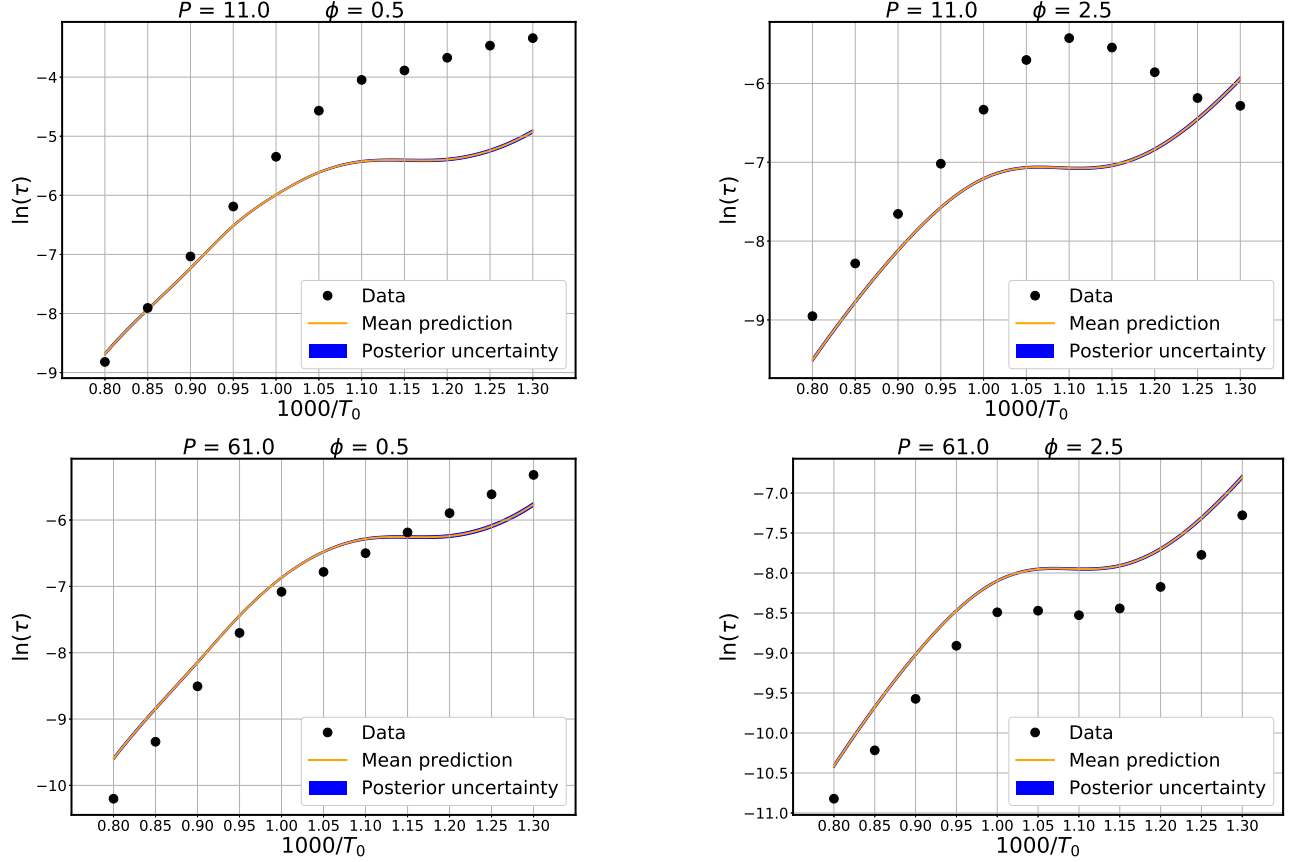 P = 11.0 ϕ = 0.5
−4
−5
−6
−7
−8
−9
ln(τ)
Data
Mean prediction
Posterior uncertainty
0.80 0.85 0.90 0.95 1.00 1.05 1.10 1.15 1.20 1.25 1.30
1000/T₀
P = 11.0 ϕ = 2.5
−6
−7
−8
−9
ln(τ)
Data
Mean prediction
Posterior uncertainty
0.80 0.85 0.90 0.95 1.00 1.05 1.10 1.15 1.20 1.25 1.30
1000/T₀
P = 61.0 ϕ = 0.5
−6
−7
−8
−9
−10
ln(τ)
Data
Mean prediction
Posterior uncertainty
0.80 0.85 0.90 0.95 1.00 1.05 1.10 1.15 1.20 1.25 1.30
1000/T₀
P = 61.0 ϕ = 2.5
−7.0
−7.5
−8.0
−8.5
−9.0
−9.5
−10.0
−10.5
−11.0
ln(τ)
Data
Mean prediction
Posterior uncertainty
0.80 0.85 0.90 0.95 1.00 1.05 1.10 1.15 1.20 1.25 1.30
1000/T₀